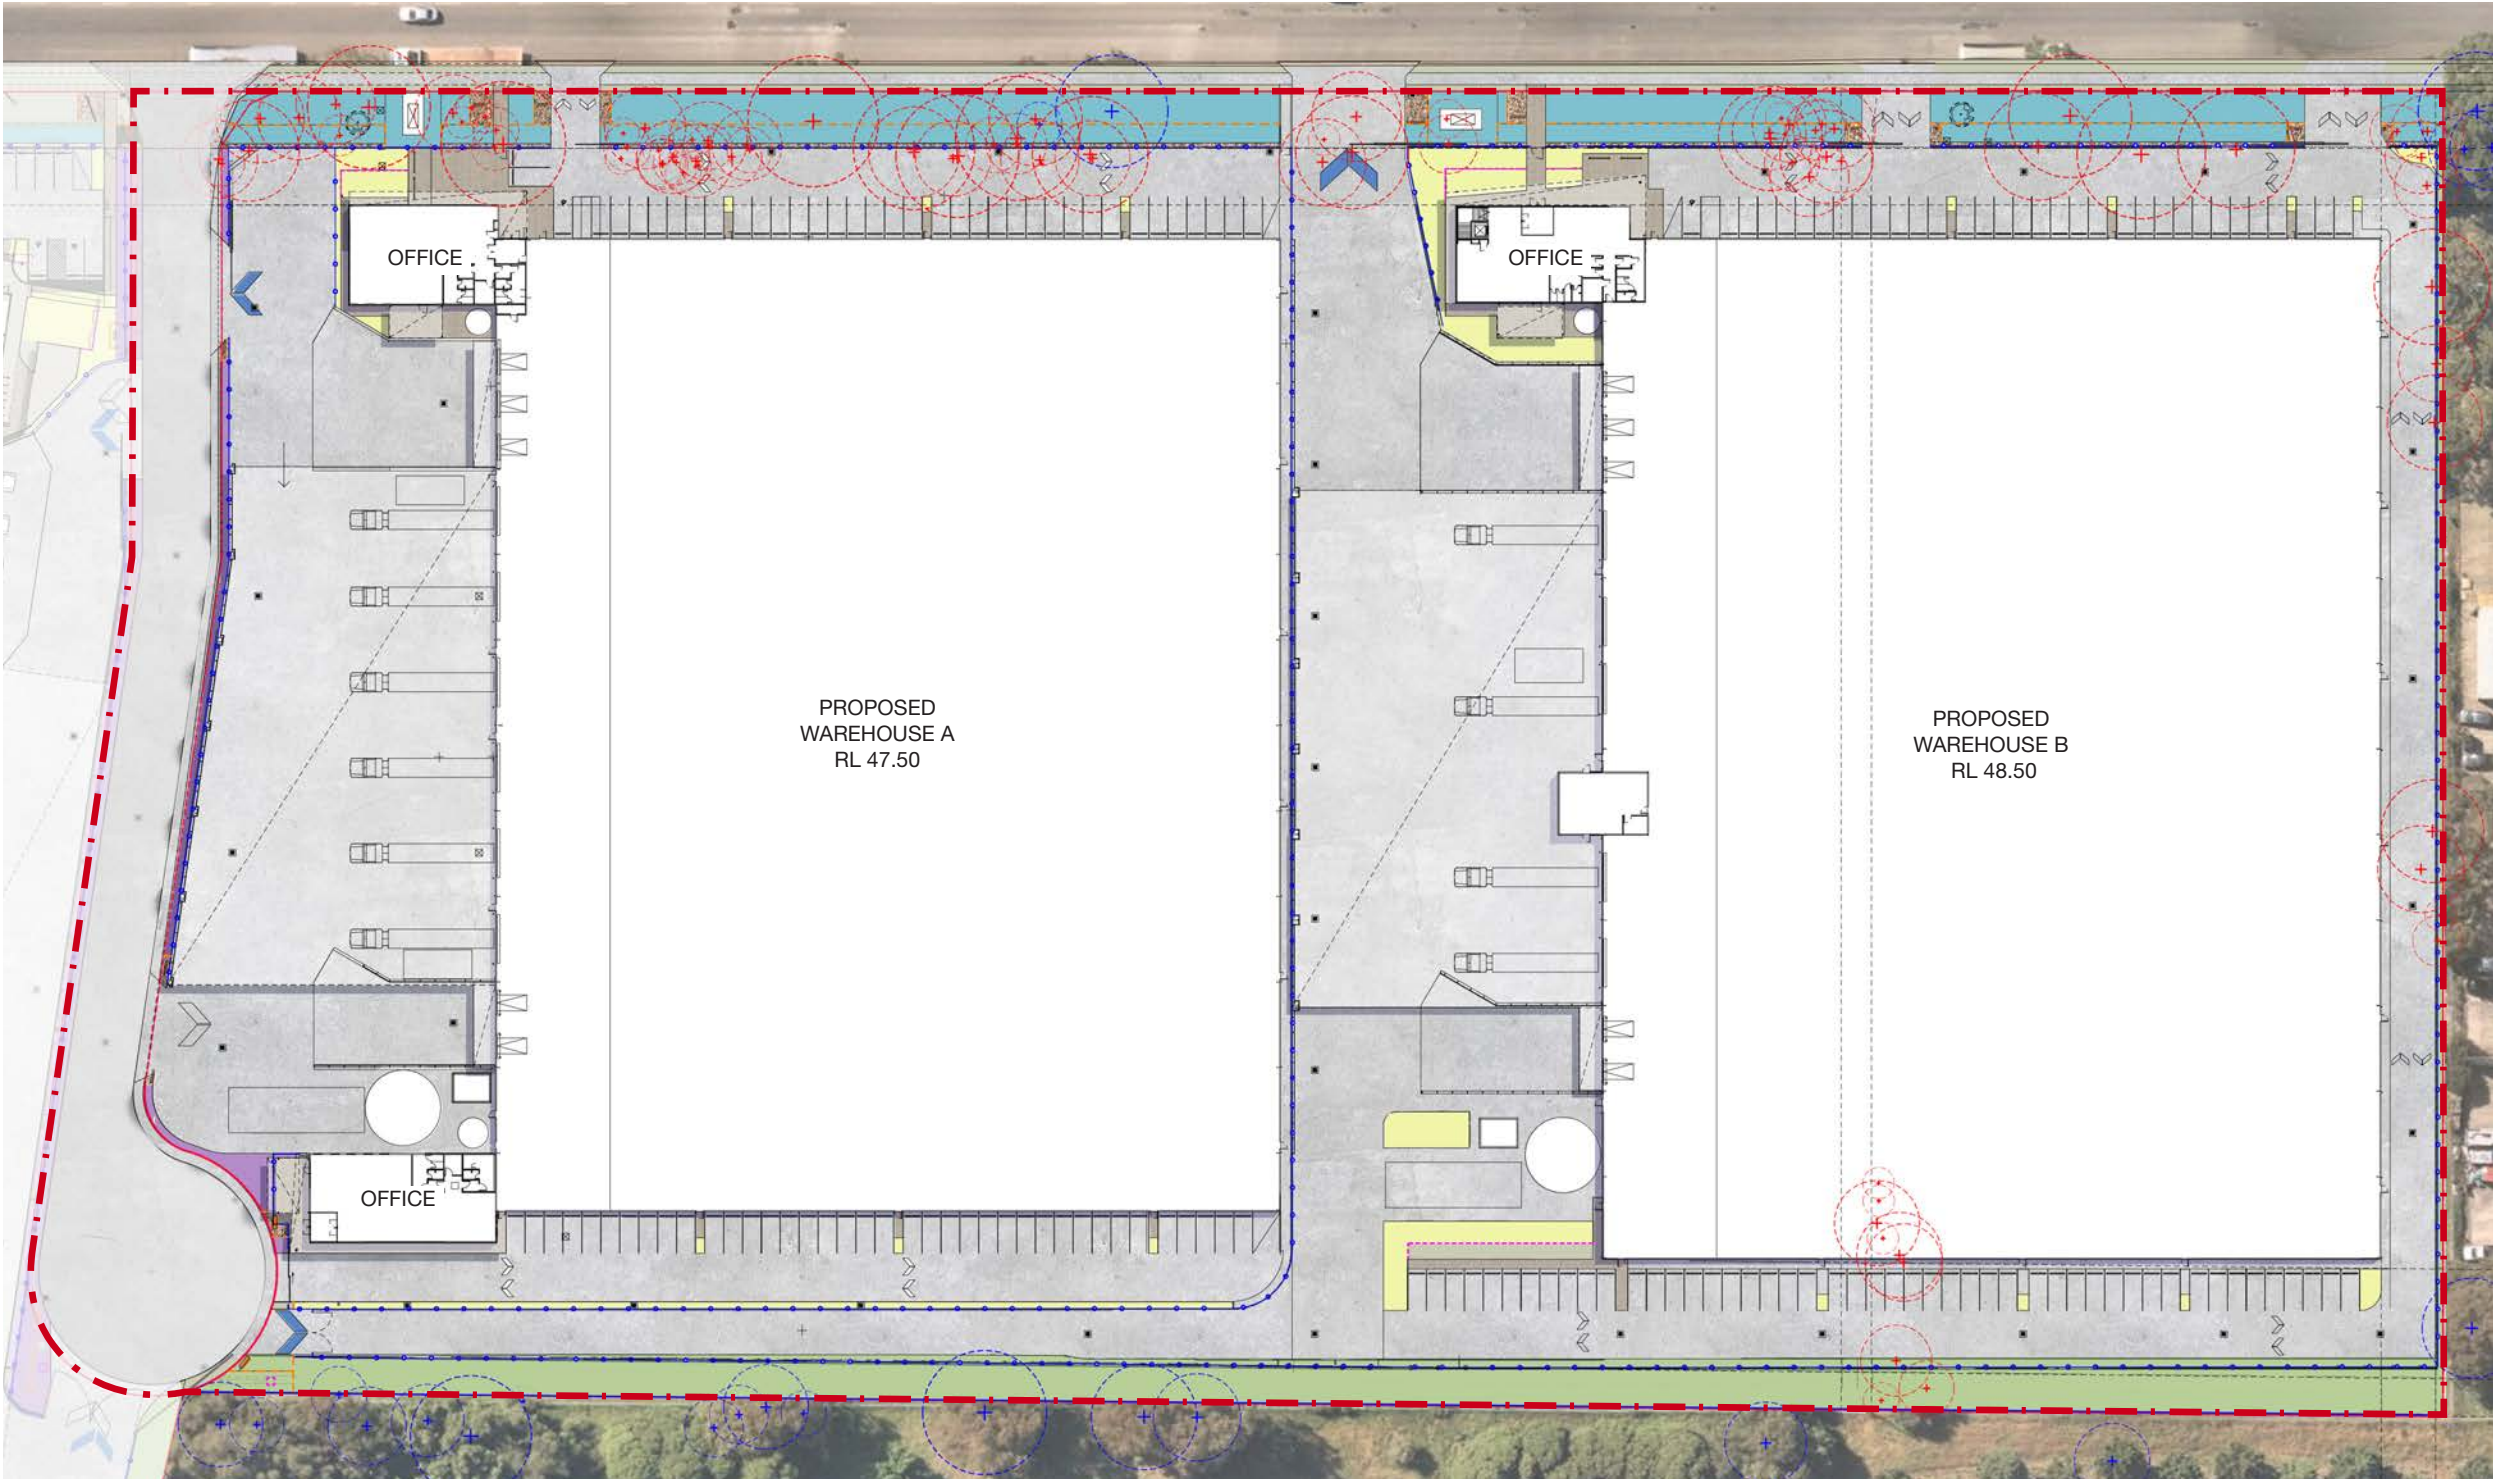 OFFICE
OFFICE
PROPOSED
WAREHOUSE A
RL 47.50
PROPOSED
WAREHOUSE B
RL 48.50
OFFICE